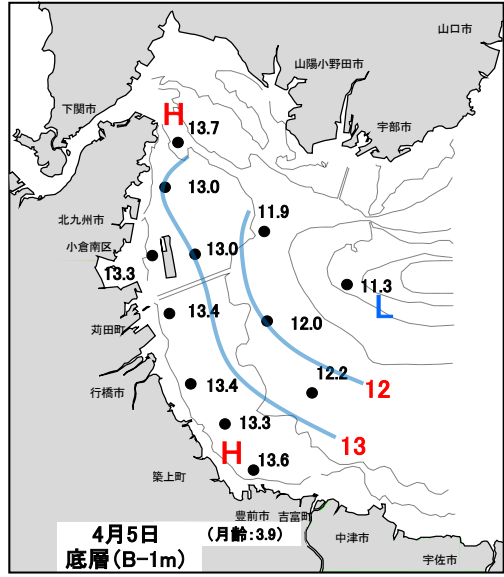 山口市
山陽小野田市
下関市
宇部市
H
13.7
13.0
北九州市
11.9
小倉南区
13.0
13.3
11.3
L
13.4
12.0
苅田町
13.4
12.2
12
行橋市
13.3
13
H
13.6
築上町
豊前市
吉富町
中津市
宇佐市
4月5日 (月齢:3.9)
底層(B-1m)